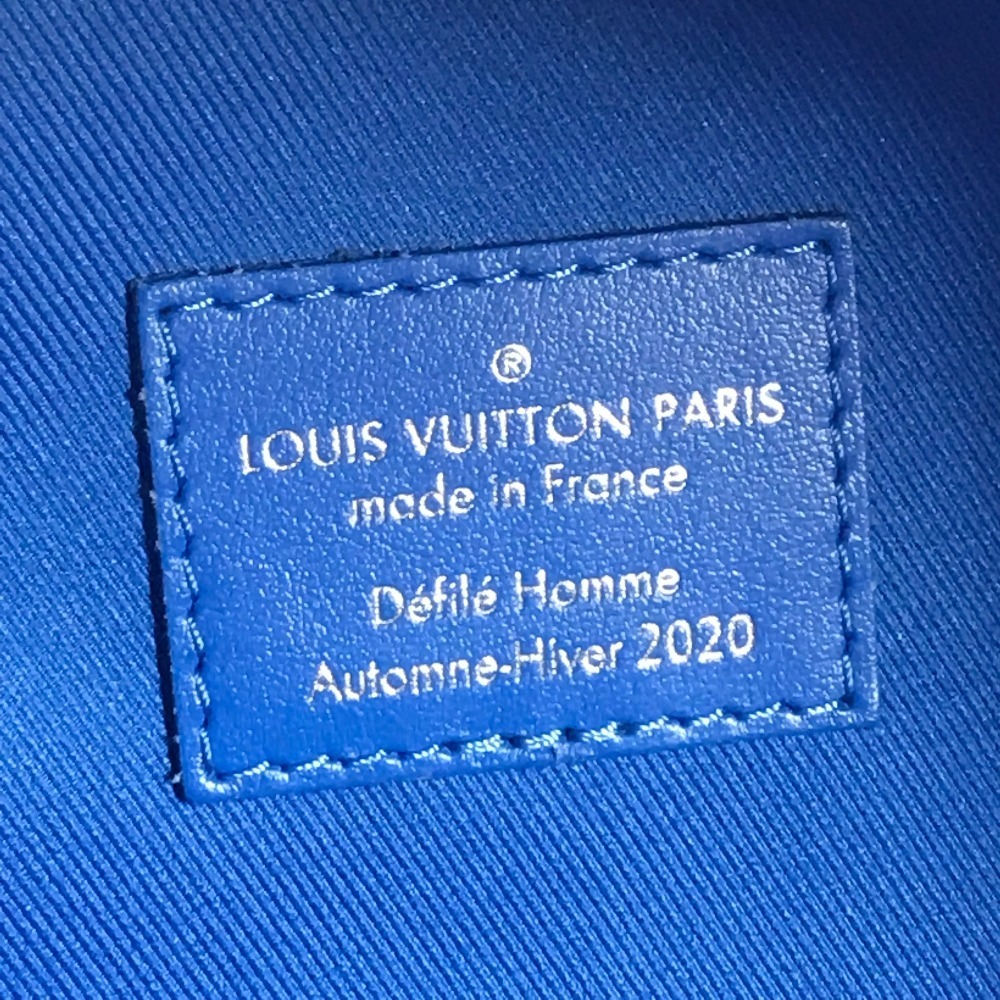 ®
LOUIS VUITTON PARIS
made in France
Défilé Homme
Automne-Hiver 2020